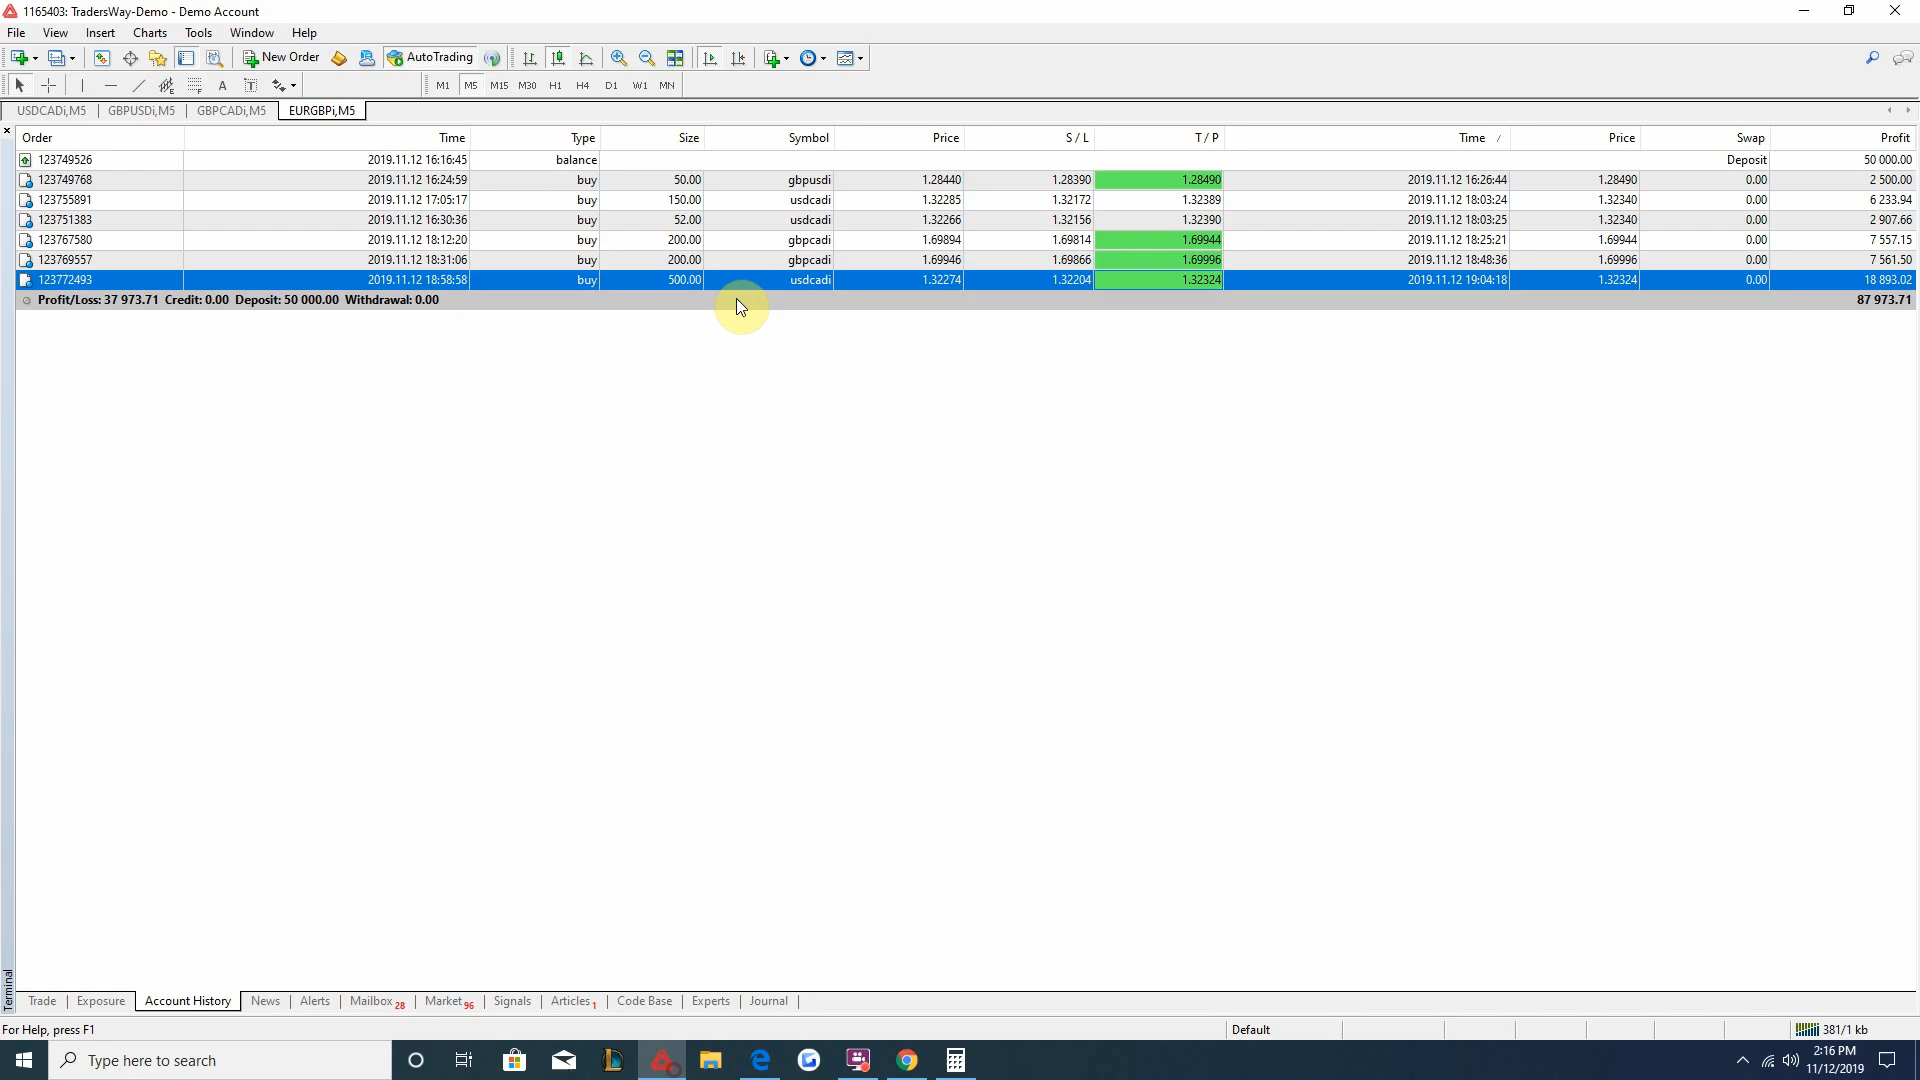 1165403: TradersWay-Demo - Demo Account
File View Insert Charts Tools Window Help
New Order AutoTrading
A T M1 M5 M15 M30 H1 H4 D1 W1 MN
USDCADi,M5 GBPUSDi,M5 GBPCADi,M5 EURGBPi,M5
Order Time Type Size Symbol Price S / L T / P Time / Price Swap Profit
123749526 2019.11.12 16:16:45 balance Deposit 50 000.00
123749768 2019.11.12 16:24:59 buy 50.00 gbpusdi 1.28440 1.28390 1.28490 2019.11.12 16:26:44 1.28490 0.00 2 500.00
123755891 2019.11.12 17:05:17 buy 150.00 usdcadi 1.32285 1.32172 1.32389 2019.11.12 18:03:24 1.32340 0.00 6 233.94
123751383 2019.11.12 16:30:36 buy 52.00 usdcadi 1.32266 1.32156 1.32390 2019.11.12 18:03:25 1.32340 0.00 2 907.66
123767580 2019.11.12 18:12:20 buy 200.00 gbpcadi 1.69894 1.69814 1.69944 2019.11.12 18:25:21 1.69944 0.00 7 557.15
123769557 2019.11.12 18:31:06 buy 200.00 gbpcadi 1.69946 1.69866 1.69996 2019.11.12 18:48:36 1.69996 0.00 7 561.50
123772493 2019.11.12 18:58:58 buy 500.00 usdcadi 1.32274 1.32204 1.32324 2019.11.12 19:04:18 1.32324 0.00 18 893.02
Profit/Loss: 37 973.71 Credit: 0.00 Deposit: 50 000.00 Withdrawal: 0.00 87 973.71
Terminal
Trade Exposure Account History News Alerts Mailbox 28 Market 96 Signals Articles 1 Code Base Experts Journal
For Help, press F1 Default 381/1 kb
Type here to search
2:16 PM
11/12/2019